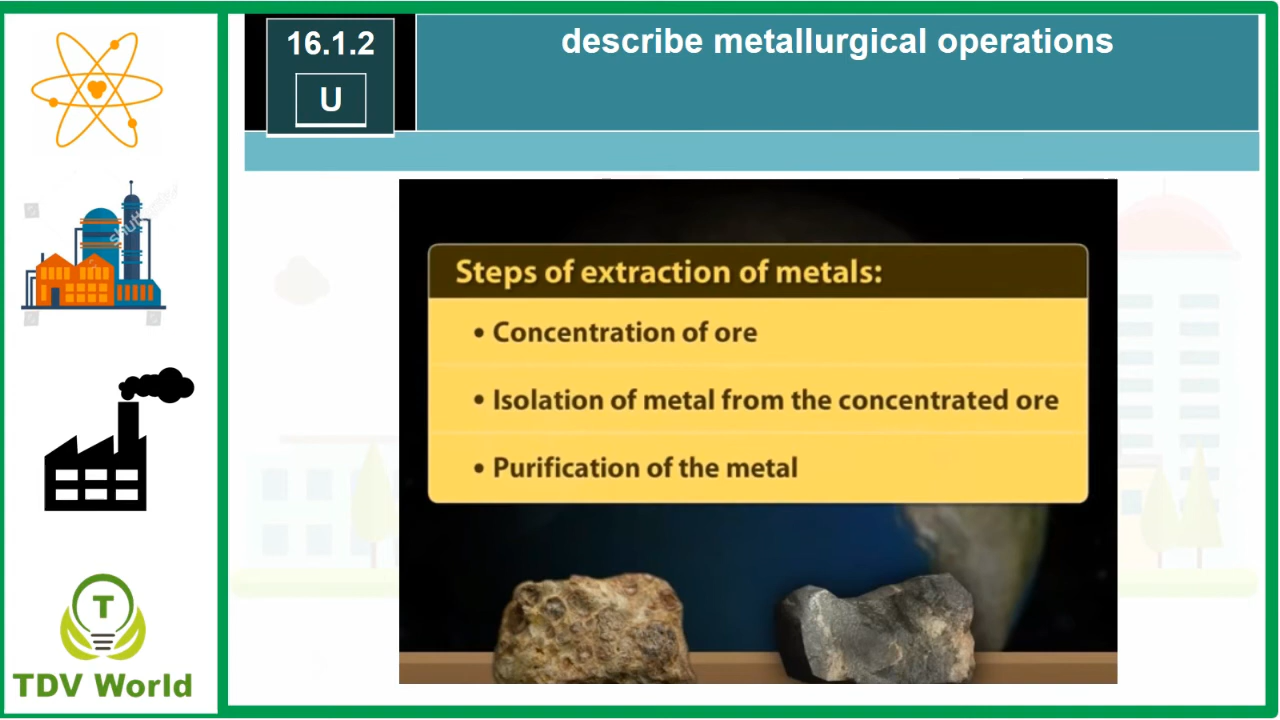 16.1.2
U
describe metallurgical operations
Steps of extraction of metals:
• Concentration of ore
• Isolation of metal from the concentrated ore
• Purification of the metal
T
TDV World